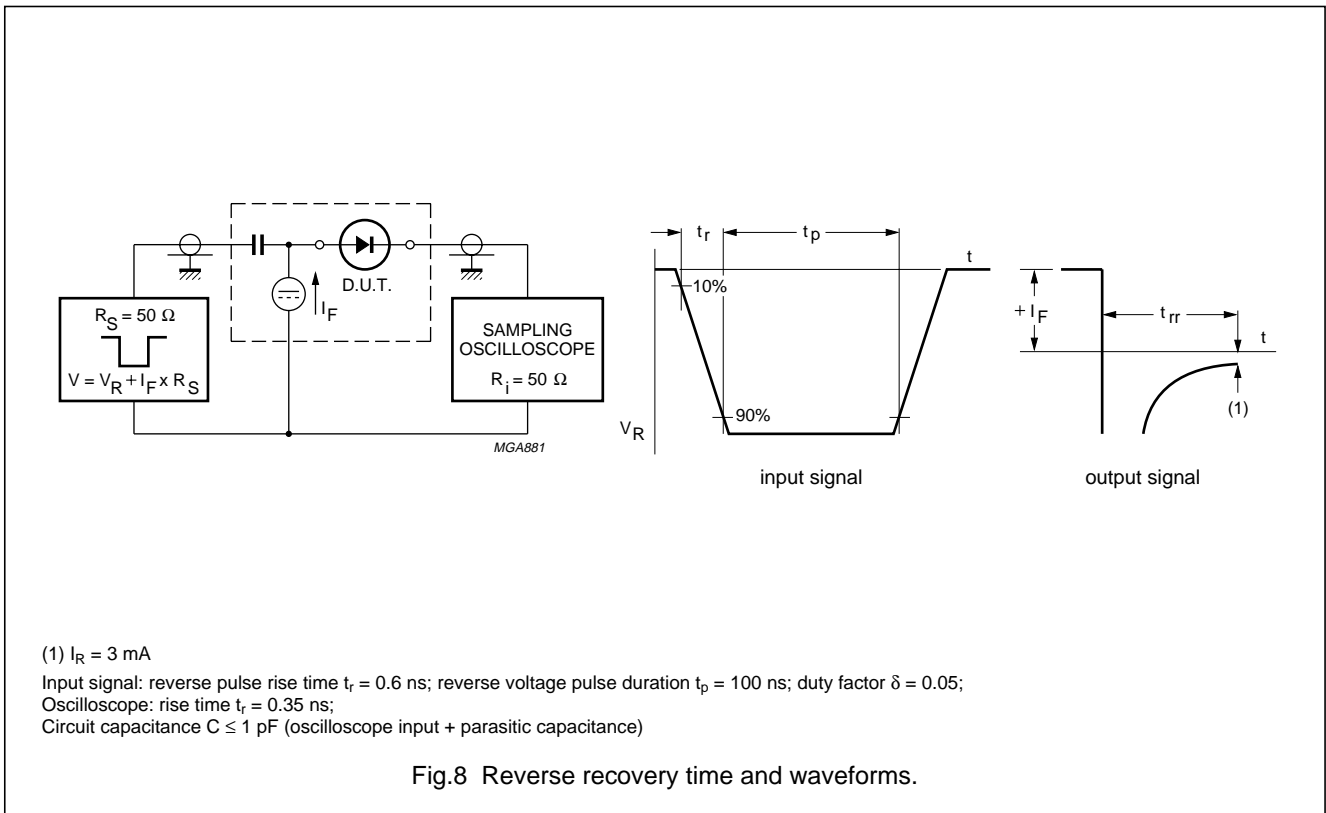 R_S = 50 Ω
V = V_R + I_F x R_S
I_F
D.U.T.
SAMPLING
OSCILLOSCOPE
R_i = 50 Ω
MGA881
t_r
t_p
t
10%
90%
V_R
input signal
+ I_F
t_rr
t
(1)
output signal
(1) I_R = 3 mA
Input signal: reverse pulse rise time t_r = 0.6 ns; reverse voltage pulse duration t_p = 100 ns; duty factor δ = 0.05;
Oscilloscope: rise time t_r = 0.35 ns;
Circuit capacitance C ≤ 1 pF (oscilloscope input + parasitic capacitance)
Fig.8 Reverse recovery time and waveforms.